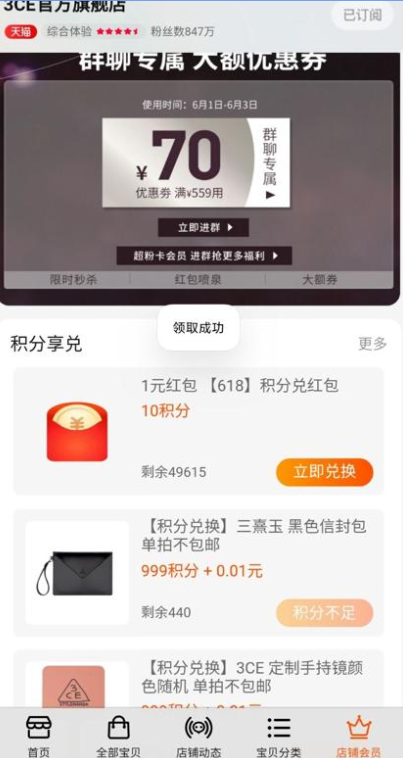 3CE官方旗舰店
已订阅
天猫 综合体验 粉丝数847万
群聊专属 大额优惠券
使用时间：6月1日-6月3日
¥70
群聊专属
优惠劵 满¥559用
立即进群
超粉卡会员 进群抢更多福利
限时秒杀 红包喷泉 大额券
领取成功
积分享兑 更多
1元红包 【618】积分兑红包
10积分
剩余49615 立即兑换
【积分兑换】三熹玉 黑色信封包
单拍不包邮
999积分 + 0.01元
剩余440 积分不足
【积分兑换】3CE 定制手持镜颜
色随机 单拍不包邮
3
CE
首页 全部宝贝 店铺动态 宝贝分类 店铺会员